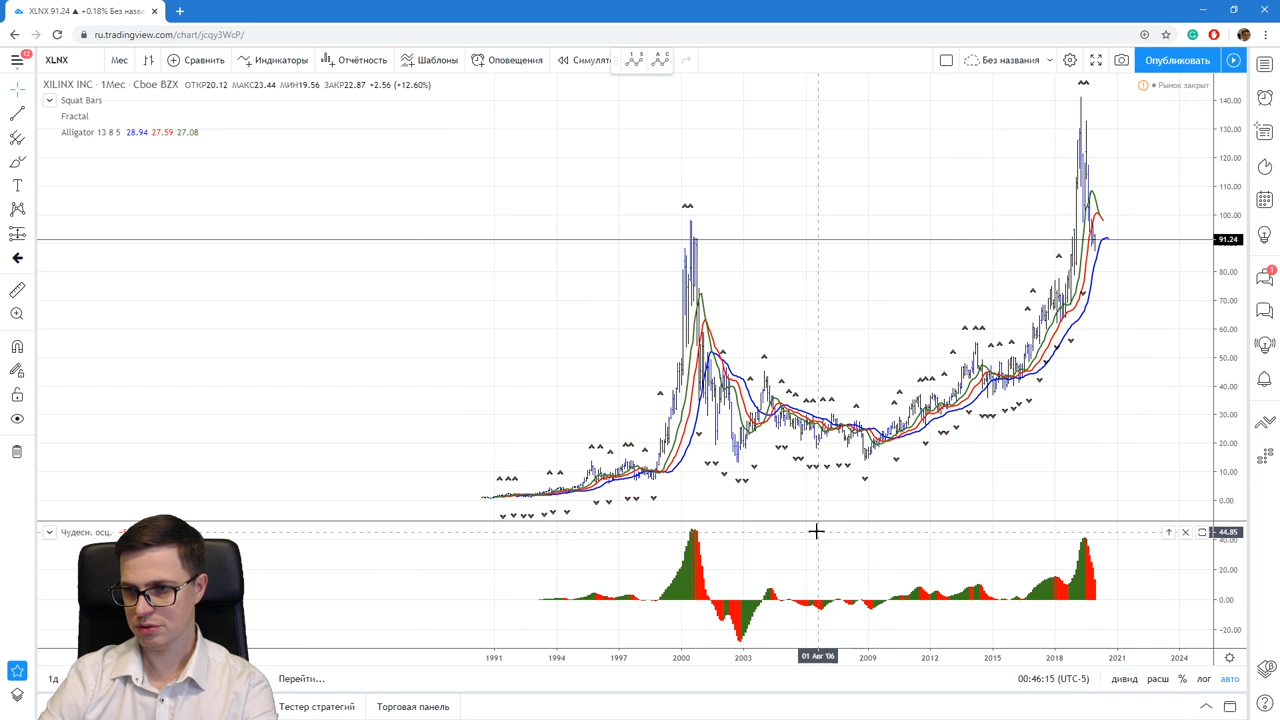 XLNX 91.24 ▲ +0.18% Без назва
ru.tradingview.com/chart/jcqy3WcP/
12
XLNX
Мес
Сравнить
Индикаторы
Отчётность
Шаблоны
Оповещения
Симулят
Без названия
Опубликовать
XILINX INC · 1Мес · Cboe BZX ОТКР20.12 МАКС23.44 МИН19.56 ЗАКР22.87 +2.56 (+12.60%)
Рынок закрыт
Squat Bars
Fractal
Alligator 13 8 5 28.94 27.59 27.08
140.00
130.00
120.00
110.00
100.00
91.24
80.00
70.00
60.00
50.00
40.00
30.00
20.00
10.00
0.00
1
Чудесн. осц.
44.85
20.00
0.00
−20.00
1991 1994 1997 2000 2003 01 Авг '06 2009 2012 2015 2018 2021 2024
1д
Перейти...
00:46:15 (UTC-5)
дивид расш % лог авто
Тестер стратегий
Торговая панель